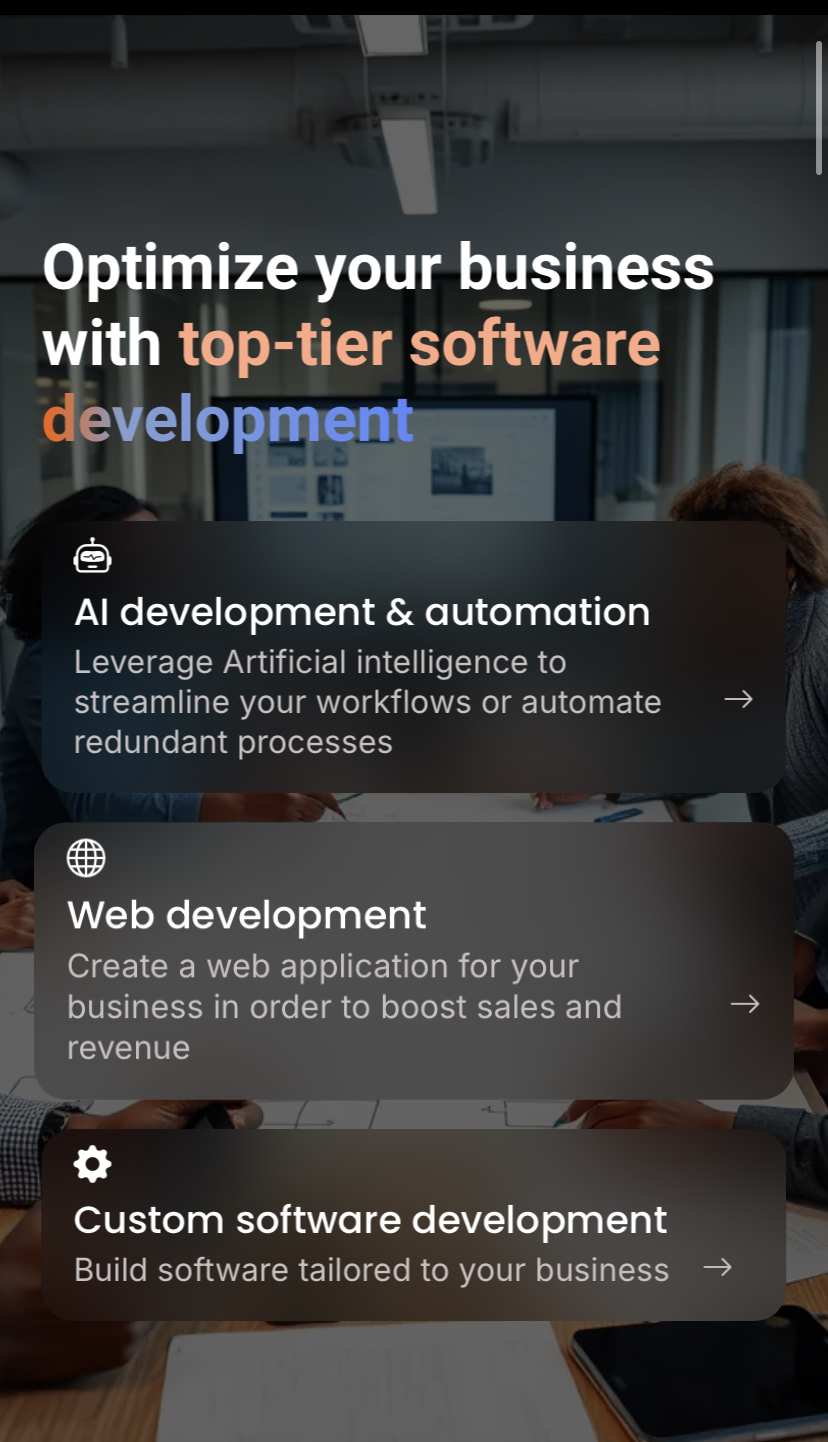 Optimize your business
with top-tier software
development
AI development & automation
Leverage Artificial intelligence to
streamline your workflows or automate
redundant processes
Web development
Create a web application for your
business in order to boost sales and
revenue
Custom software development
Build software tailored to your business